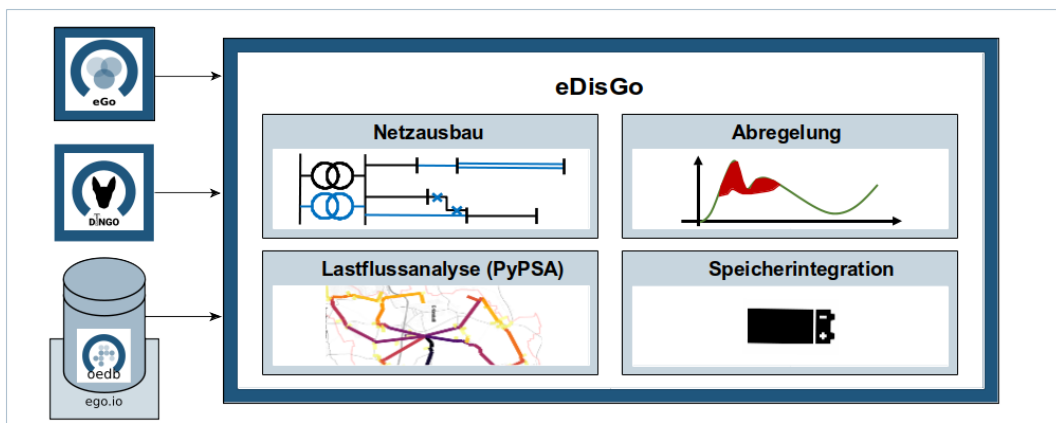 eGo
DINGO
oedb
ego.io
eDisGo
Netzausbau
Abregelung
Lastflussanalyse (PyPSA)
Speicherintegration